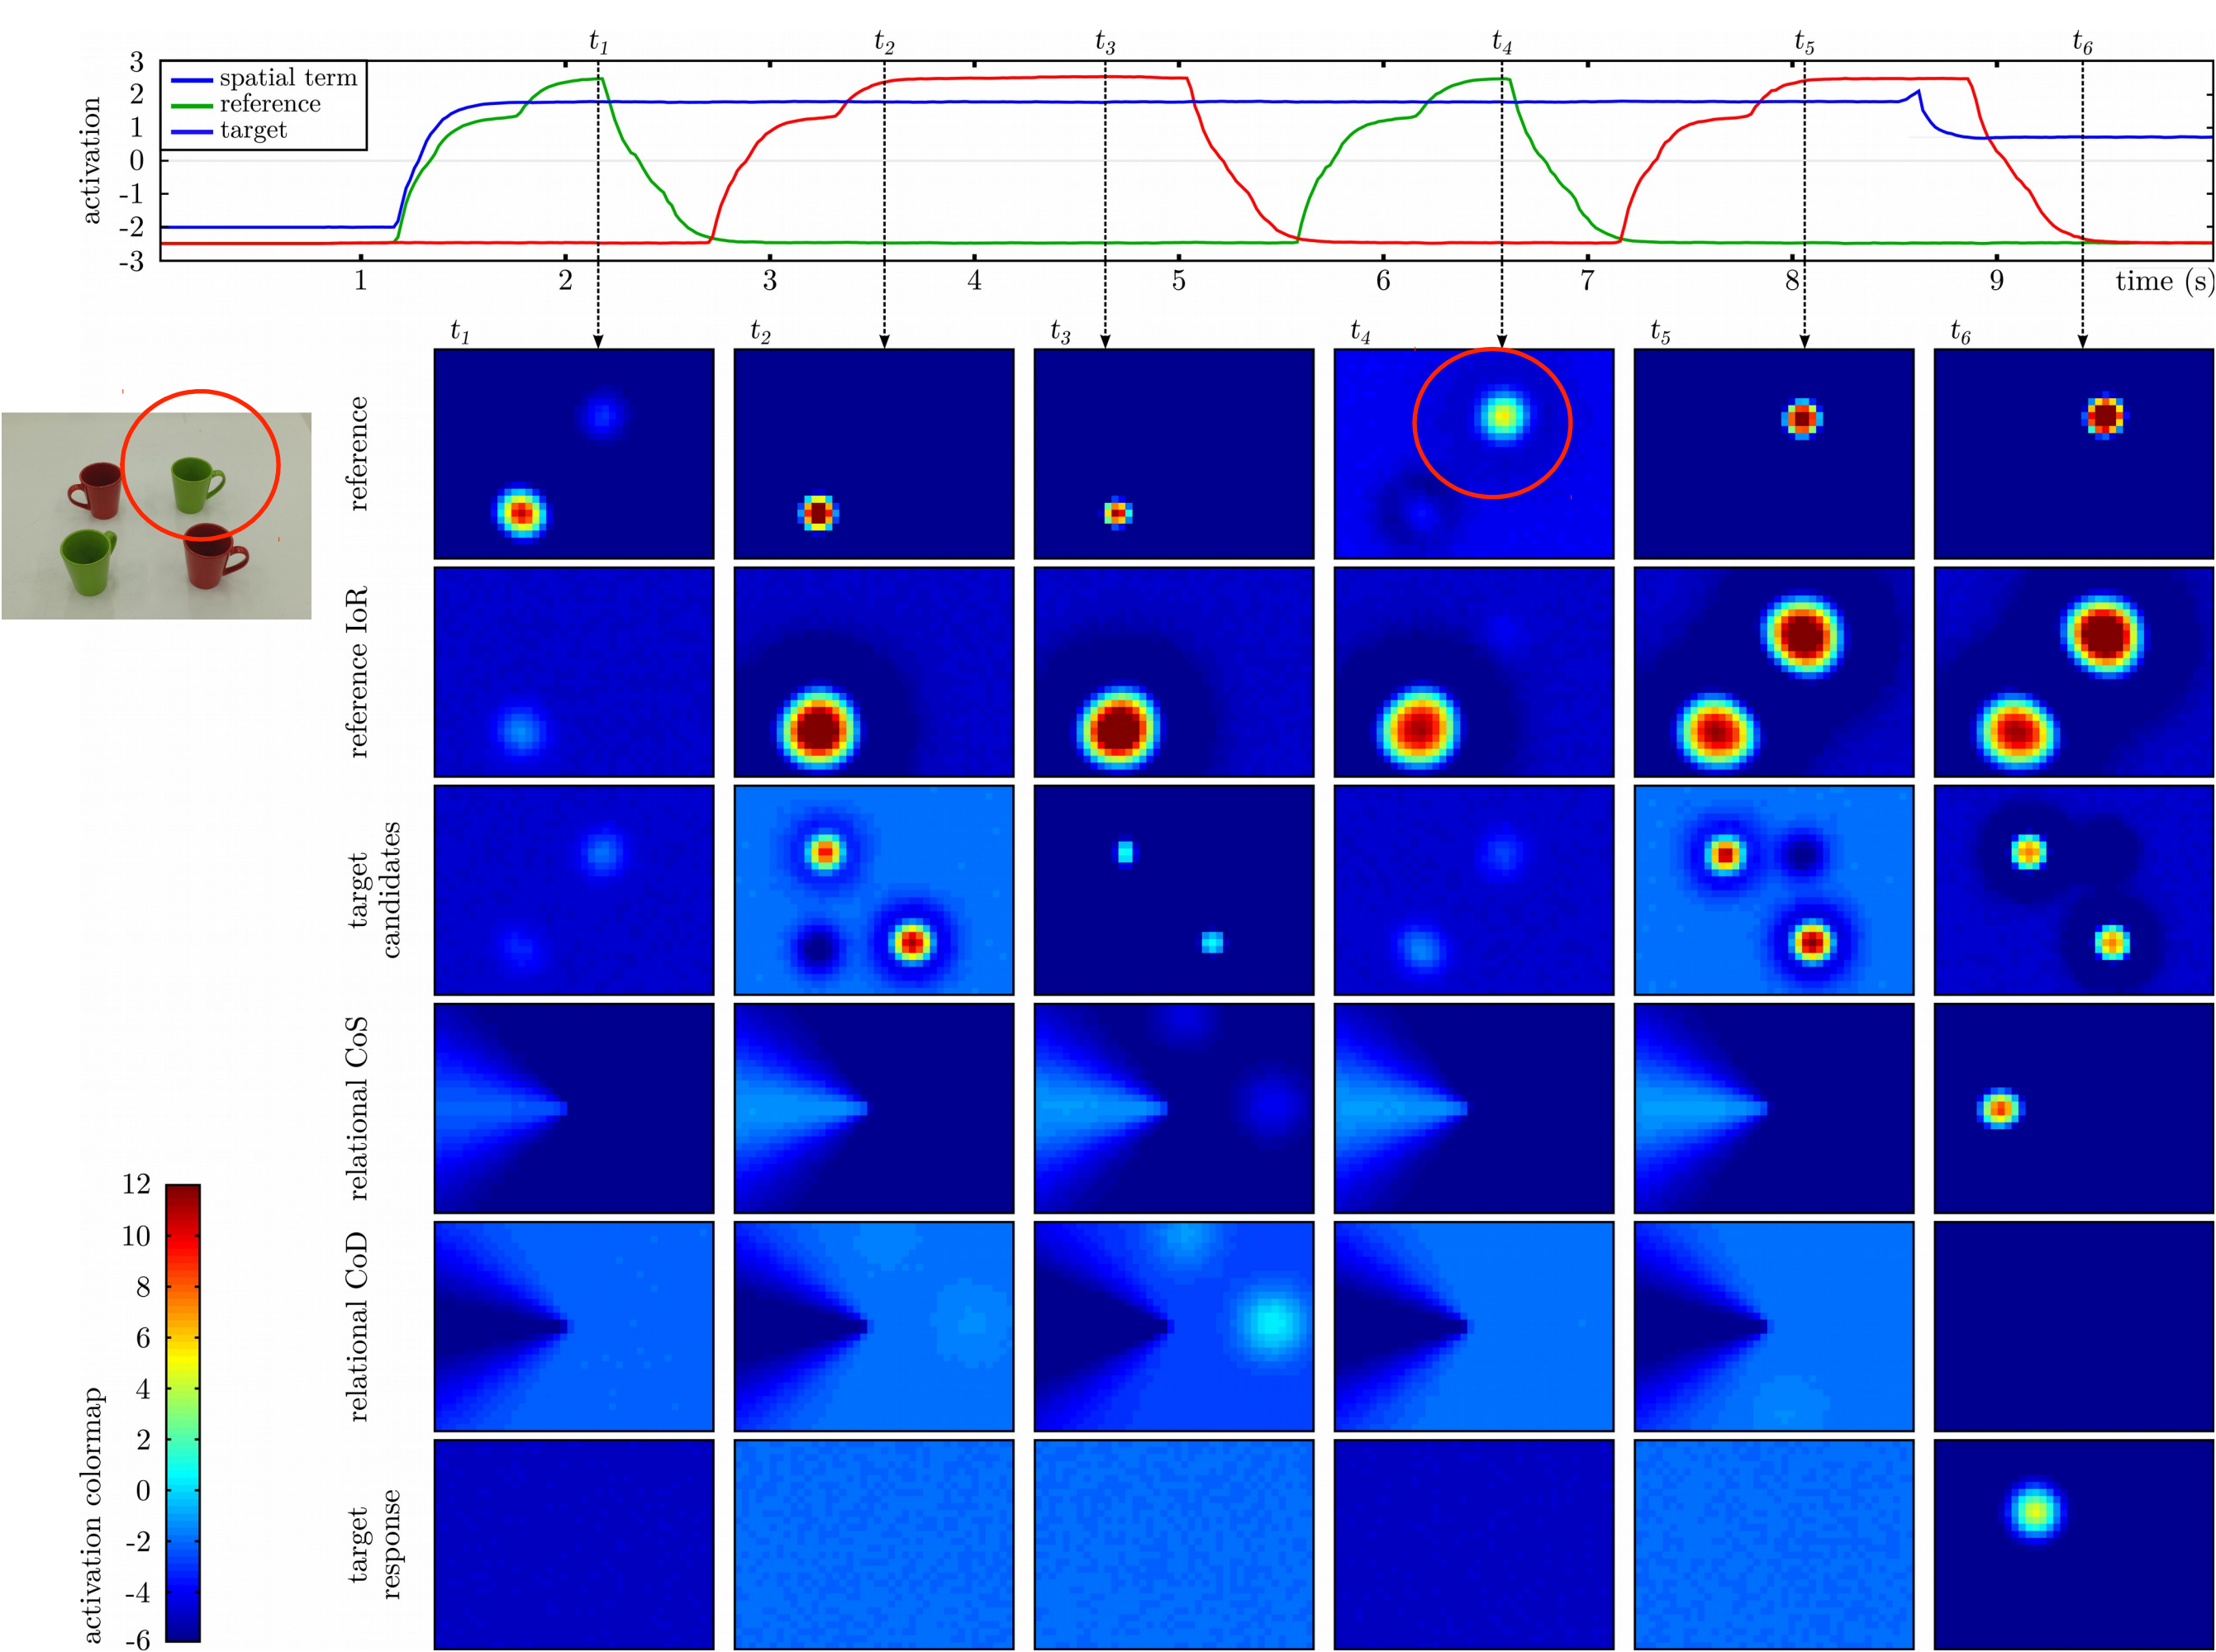 t1 t2 t3 t4 t5 t6
3
2
1
0
-1
-2
-3
activation
spatial term
reference
target
1 2 3 4 5 6 7 8 9 time (s)
t1 t2 t3 t4 t5 t6
reference
reference IoR
target
candidates
relational CoS
relational CoD
target
response
12
10
8
6
4
2
0
-2
-4
-6
activation colormap